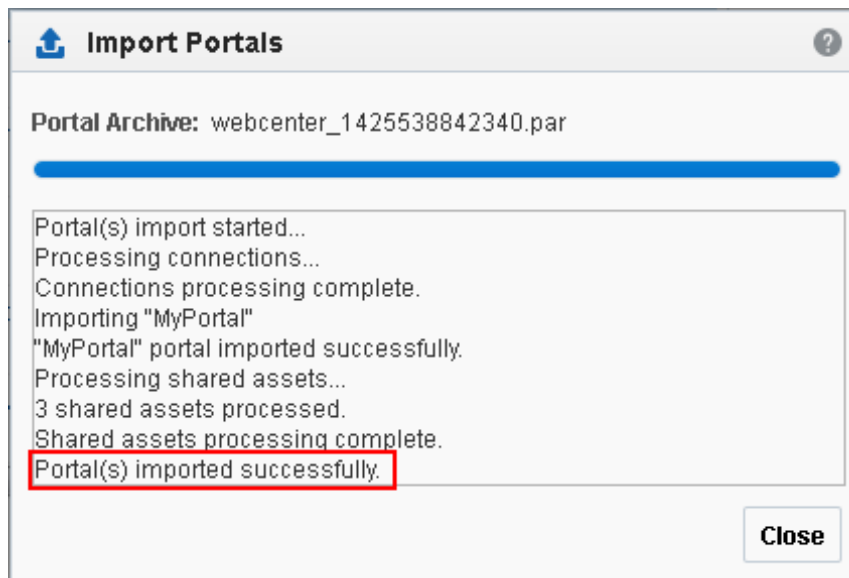 Import Portals
Portal Archive: webcenter_1425538842340.par
Portal(s) import started...
Processing connections...
Connections processing complete.
Importing "MyPortal"
"MyPortal" portal imported successfully.
Processing shared assets...
3 shared assets processed.
Shared assets processing complete.
Portal(s) imported successfully.
Close